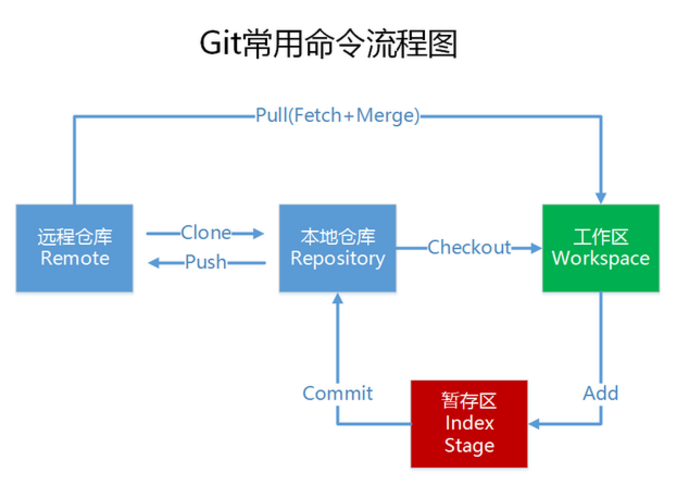 Git常用命令流程图
Pull(Fetch+Merge)
远程仓库
Remote
Clone
Push
本地仓库
Repository
Checkout
工作区
Workspace
Commit
暂存区
Index
Stage
Add